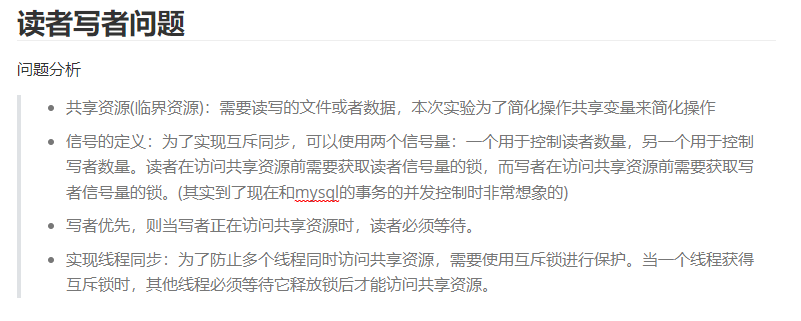 读者写者问题
问题分析
共享资源(临界资源)：需要读写的文件或者数据，本次实验为了简化操作共享变量来简化操作
信号的定义：为了实现互斥同步，可以使用两个信号量：一个用于控制读者数量，另一个用于控制
写者数量。读者在访问共享资源前需要获取读者信号量的锁，而写者在访问共享资源前需要获取写
者信号量的锁。(其实到了现在和mysql的事务的并发控制时非常想象的)
写者优先，则当写者正在访问共享资源时，读者必须等待。
实现线程同步：为了防止多个线程同时访问共享资源，需要使用互斥锁进行保护。当一个线程获得
互斥锁时，其他线程必须等待它释放锁后才能访问共享资源。